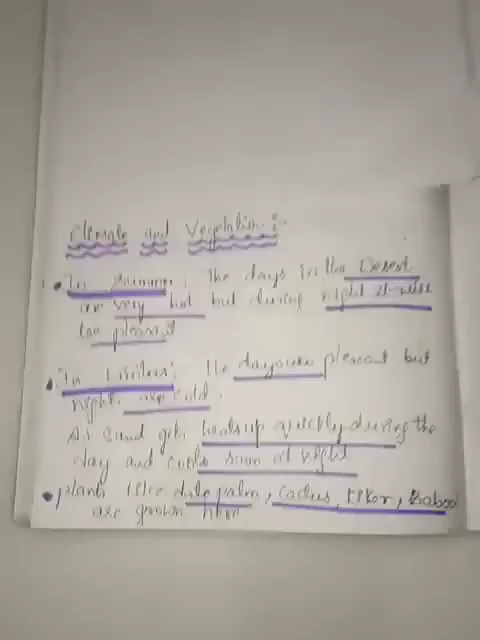 Climate and Vegetation :-
In Summer : The days in the Desert
are very hot but during night it will
be pleasant
In Winters : The days are pleasant but
nights are cold .
As sand gets heats up quickly during the
day and cools soon at night
plants like date palm , cactus , Kikar , Baboo
are grown here